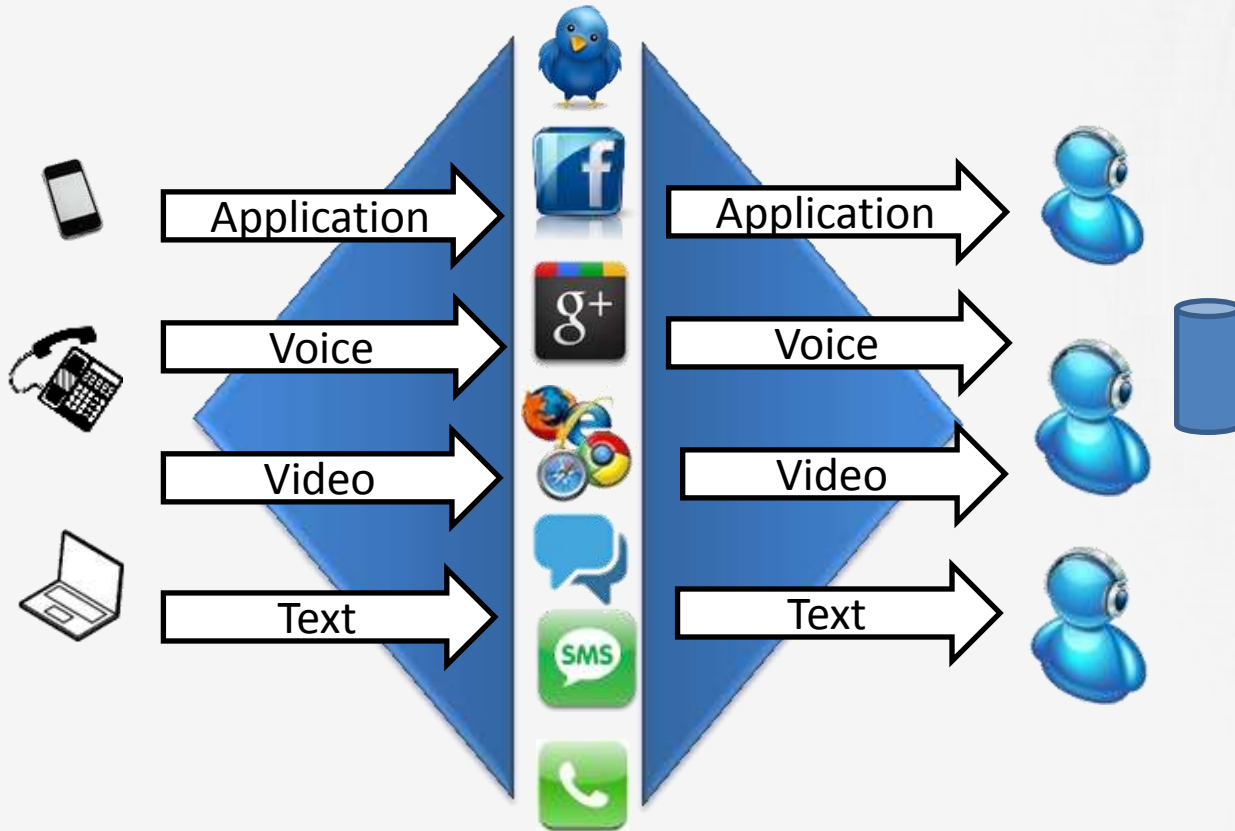 Application
Application
f
g+
Voice
Voice
Video
Video
Text
Text
SMS